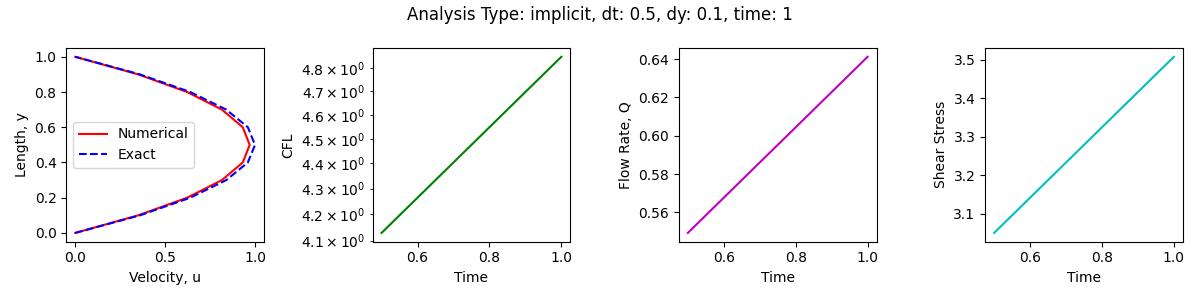 Analysis Type: implicit, dt: 0.5, dy: 0.1, time: 1
Length, y
1.0
0.8
0.6
0.4
0.2
0.0
Numerical
Exact
0.0 0.5 1.0
Velocity, u
CFL
4.8 × 10⁰
4.7 × 10⁰
4.6 × 10⁰
4.5 × 10⁰
4.4 × 10⁰
4.3 × 10⁰
4.2 × 10⁰
4.1 × 10⁰
0.6 0.8 1.0
Time
Flow Rate, Q
0.64
0.62
0.60
0.58
0.56
0.6 0.8 1.0
Time
Shear Stress
3.5
3.4
3.3
3.2
3.1
0.6 0.8 1.0
Time